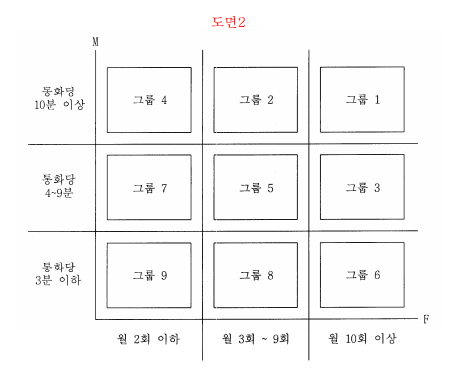 도면2
M
통화당
10분 이상
그룹 4
그룹 2
그룹 1
통화당
4~9분
그룹 7
그룹 5
그룹 3
통화당
3분 이하
그룹 9
그룹 8
그룹 6
F
월 2회 이하
월 3회 ~ 9회
월 10회 이상